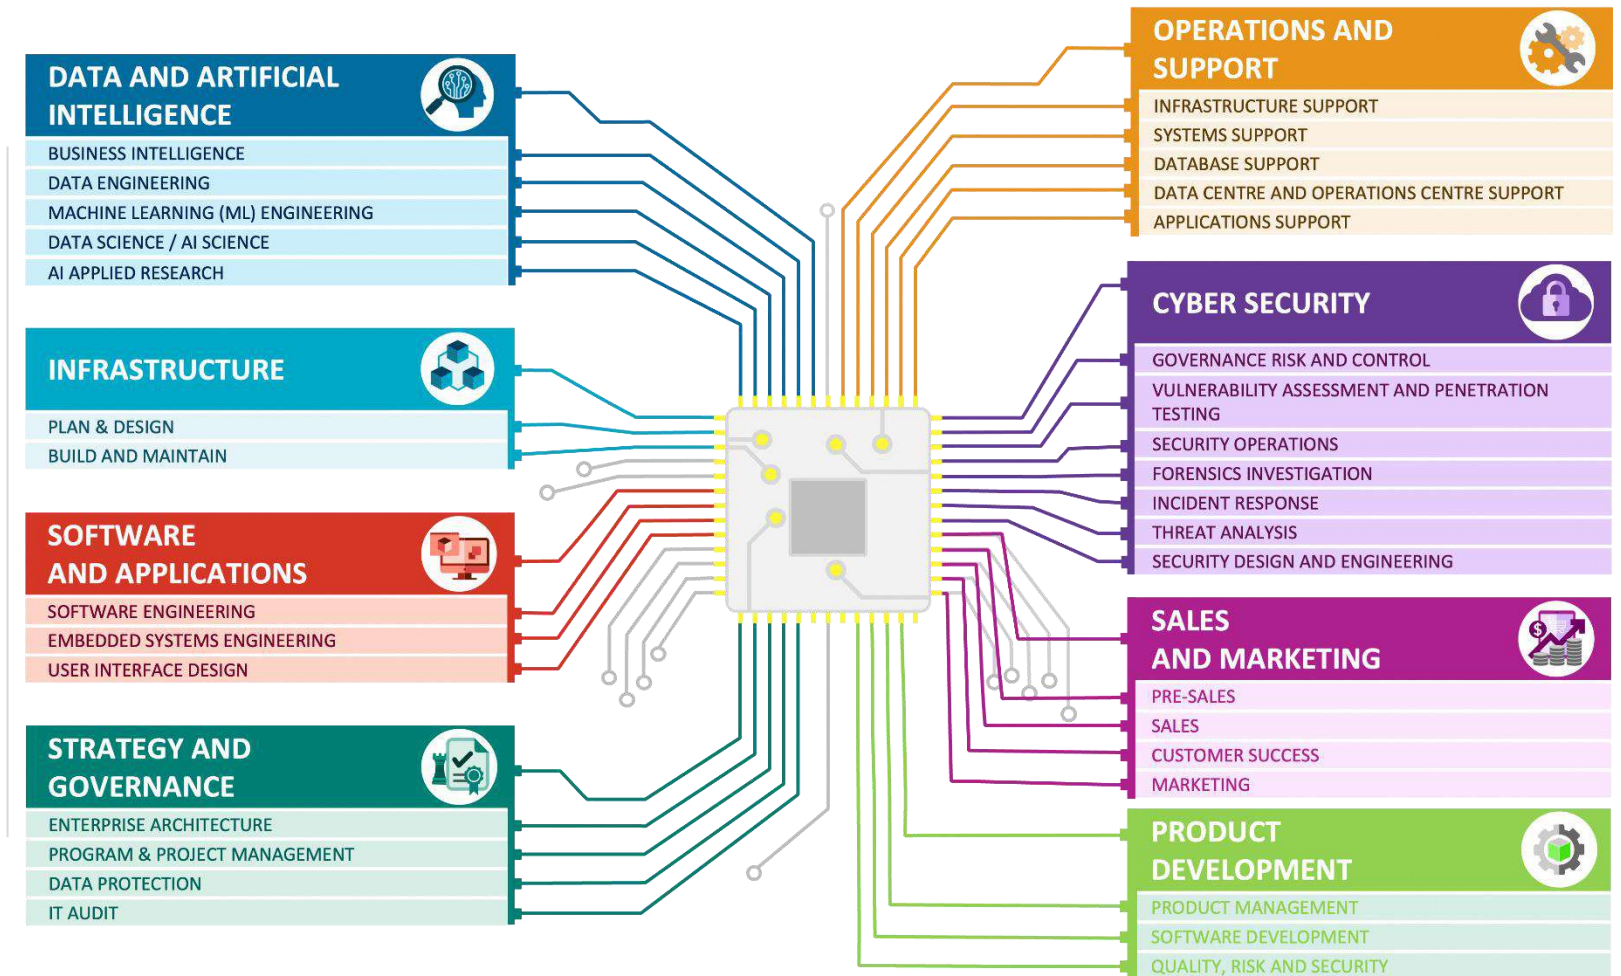 DATA AND ARTIFICIAL
INTELLIGENCE
BUSINESS INTELLIGENCE
DATA ENGINEERING
MACHINE LEARNING (ML) ENGINEERING
DATA SCIENCE / AI SCIENCE
AI APPLIED RESEARCH
INFRASTRUCTURE
PLAN & DESIGN
BUILD AND MAINTAIN
SOFTWARE
AND APPLICATIONS
SOFTWARE ENGINEERING
EMBEDDED SYSTEMS ENGINEERING
USER INTERFACE DESIGN
STRATEGY AND
GOVERNANCE
ENTERPRISE ARCHITECTURE
PROGRAM & PROJECT MANAGEMENT
DATA PROTECTION
IT AUDIT
OPERATIONS AND
SUPPORT
INFRASTRUCTURE SUPPORT
SYSTEMS SUPPORT
DATABASE SUPPORT
DATA CENTRE AND OPERATIONS CENTRE SUPPORT
APPLICATIONS SUPPORT
CYBER SECURITY
GOVERNANCE RISK AND CONTROL
VULNERABILITY ASSESSMENT AND PENETRATION
TESTING
SECURITY OPERATIONS
FORENSICS INVESTIGATION
INCIDENT RESPONSE
THREAT ANALYSIS
SECURITY DESIGN AND ENGINEERING
SALES
AND MARKETING
$
PRE-SALES
SALES
CUSTOMER SUCCESS
MARKETING
PRODUCT
DEVELOPMENT
PRODUCT MANAGEMENT
SOFTWARE DEVELOPMENT
QUALITY, RISK AND SECURITY